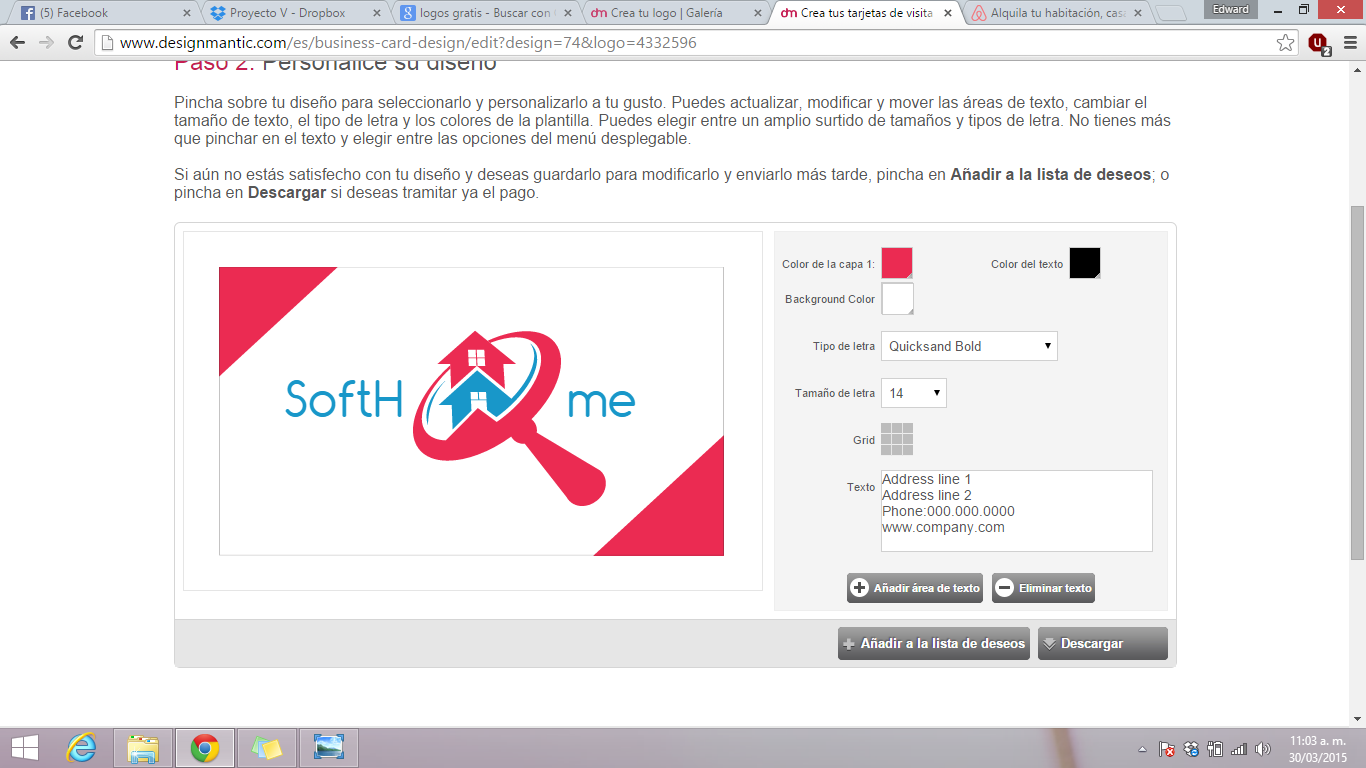 (5) Facebook
Proyecto V - Dropbox
logos gratis - Buscar con
Crea tu logo | Galería
Crea tus tarjetas de visita
Alquila tu habitación, casa
Edward
www.designmantic.com/es/business-card-design/edit?design=74&logo=4332596
2
Paso 2. Personalice su diseño
Pincha sobre tu diseño para seleccionarlo y personalizarlo a tu gusto. Puedes actualizar, modificar y mover las áreas de texto, cambiar el
tamaño de texto, el tipo de letra y los colores de la plantilla. Puedes elegir entre un amplio surtido de tamaños y tipos de letra. No tienes más
que pinchar en el texto y elegir entre las opciones del menú desplegable.
Si aún no estás satisfecho con tu diseño y deseas guardarlo para modificarlo y enviarlo más tarde, pincha en Añadir a la lista de deseos; o
pincha en Descargar si deseas tramitar ya el pago.
SoftH me
Color de la capa 1:
Color del texto
Background Color
Tipo de letra
Quicksand Bold
Tamaño de letra
14
Grid
Texto
Address line 1
Address line 2
Phone:000.000.0000
www.company.com
Añadir área de texto
Eliminar texto
Añadir a la lista de deseos
Descargar
11:03 a. m.
30/03/2015